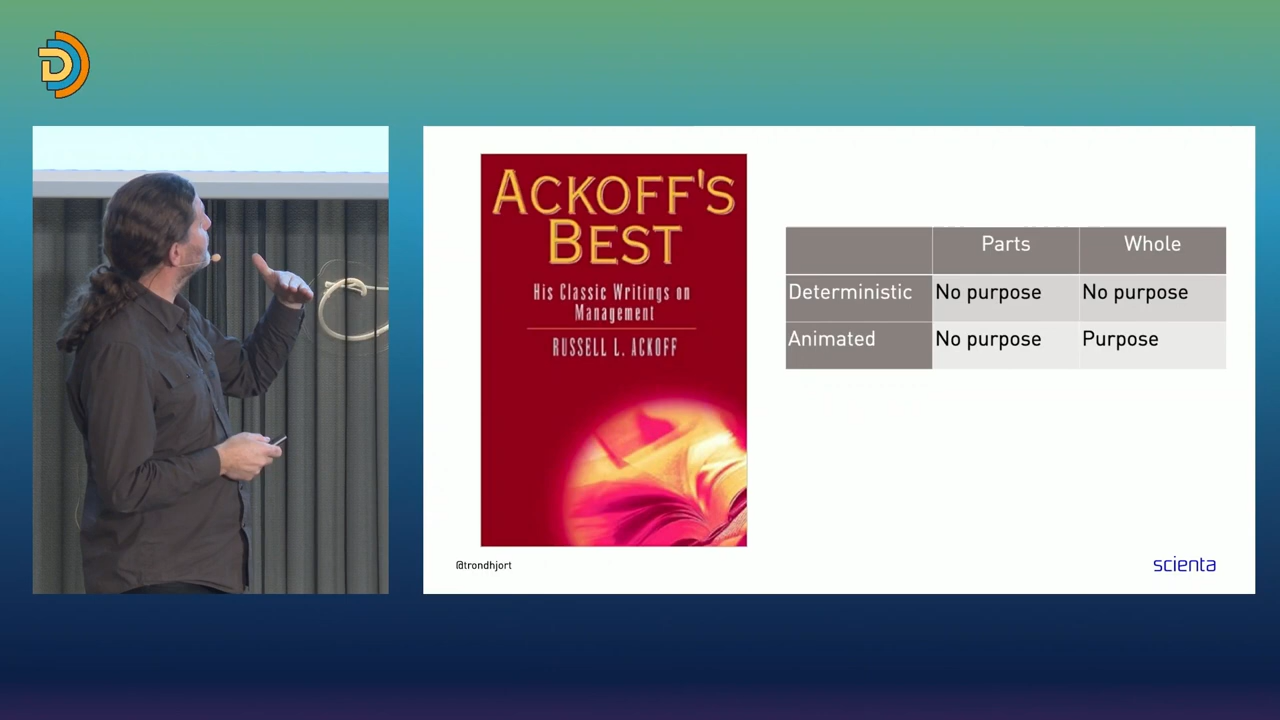 D
ACKOFF'S
BEST
His Classic Writings on
Management
RUSSELL L. ACKOFF
Parts Whole
Deterministic No purpose No purpose
Animated No purpose Purpose
@trondhjort
scienta